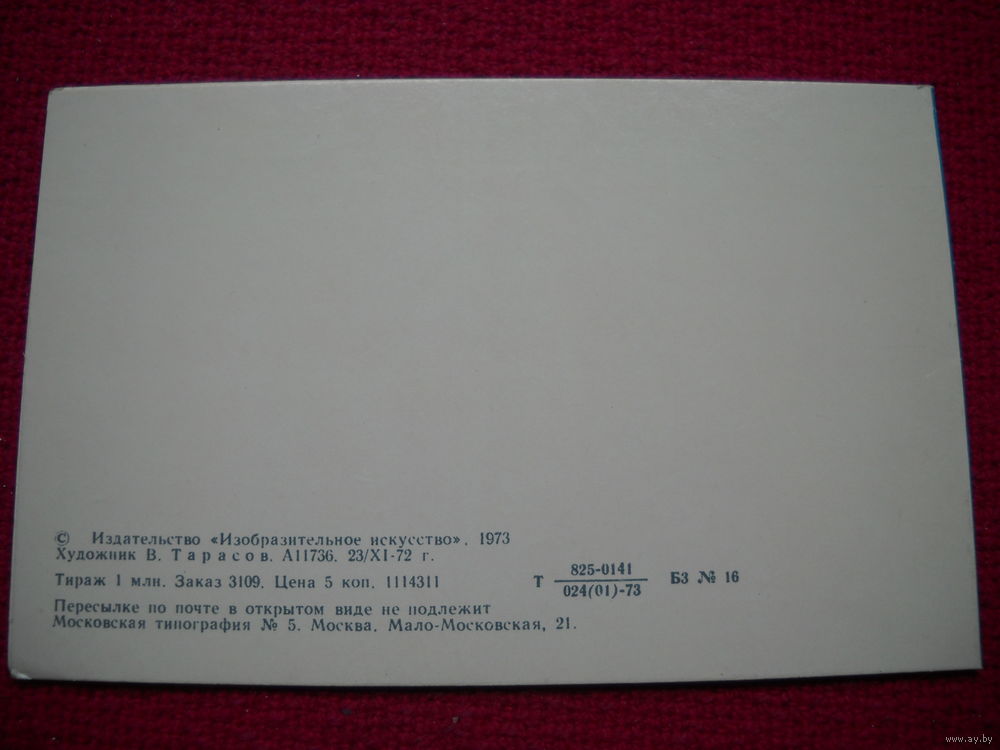 © Издательство «Изобразительное искусство». 1973
Художник В. Тарасов. А11736. 23/XI-72 г.
Тираж 1 млн. Заказ 3109. Цена 5 коп. 1114311
Т 825-0141
024(01)-73
БЗ № 16
Пересылке по почте в открытом виде не подлежит
Московская типография № 5. Москва. Мало-Московская, 21.
www.ay.by